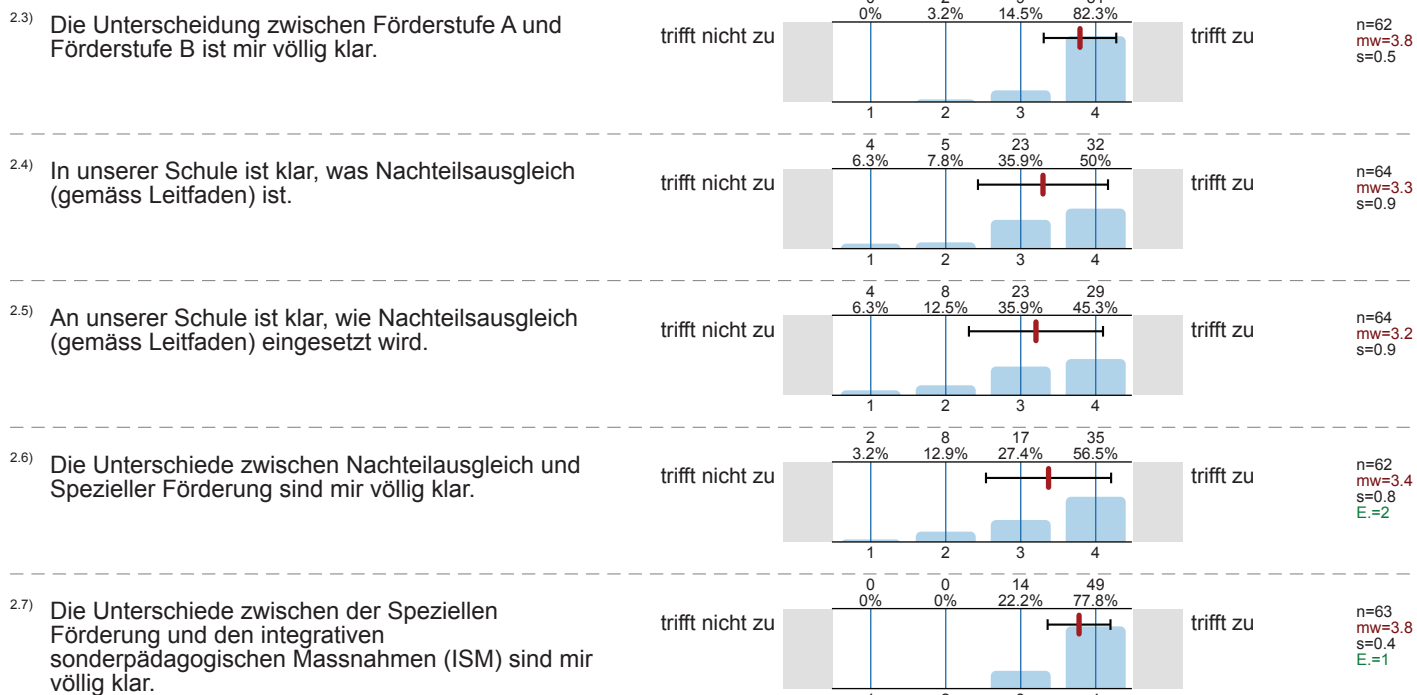 2.3) Die Unterscheidung zwischen Förderstufe A und
Förderstufe B ist mir völlig klar.
trifft nicht zu
0% 3.2% 14.5% 82.3%
1 2 3 4
trifft zu
n=62
mw=3.8
s=0.5
2.4) In unserer Schule ist klar, was Nachteilsausgleich
(gemäss Leitfaden) ist.
trifft nicht zu
4 5 23 32
6.3% 7.8% 35.9% 50%
1 2 3 4
trifft zu
n=64
mw=3.3
s=0.9
2.5) An unserer Schule ist klar, wie Nachteilsausgleich
(gemäss Leitfaden) eingesetzt wird.
trifft nicht zu
4 8 23 29
6.3% 12.5% 35.9% 45.3%
1 2 3 4
trifft zu
n=64
mw=3.2
s=0.9
2.6) Die Unterschiede zwischen Nachteilausgleich und
Spezieller Förderung sind mir völlig klar.
trifft nicht zu
2 8 17 35
3.2% 12.9% 27.4% 56.5%
1 2 3 4
trifft zu
n=62
mw=3.4
s=0.8
E.=2
2.7) Die Unterschiede zwischen der Speziellen
Förderung und den integrativen
sonderpädagogischen Massnahmen (ISM) sind mir
völlig klar.
trifft nicht zu
0 0 14 49
0% 0% 22.2% 77.8%
trifft zu
n=63
mw=3.8
s=0.4
E.=1